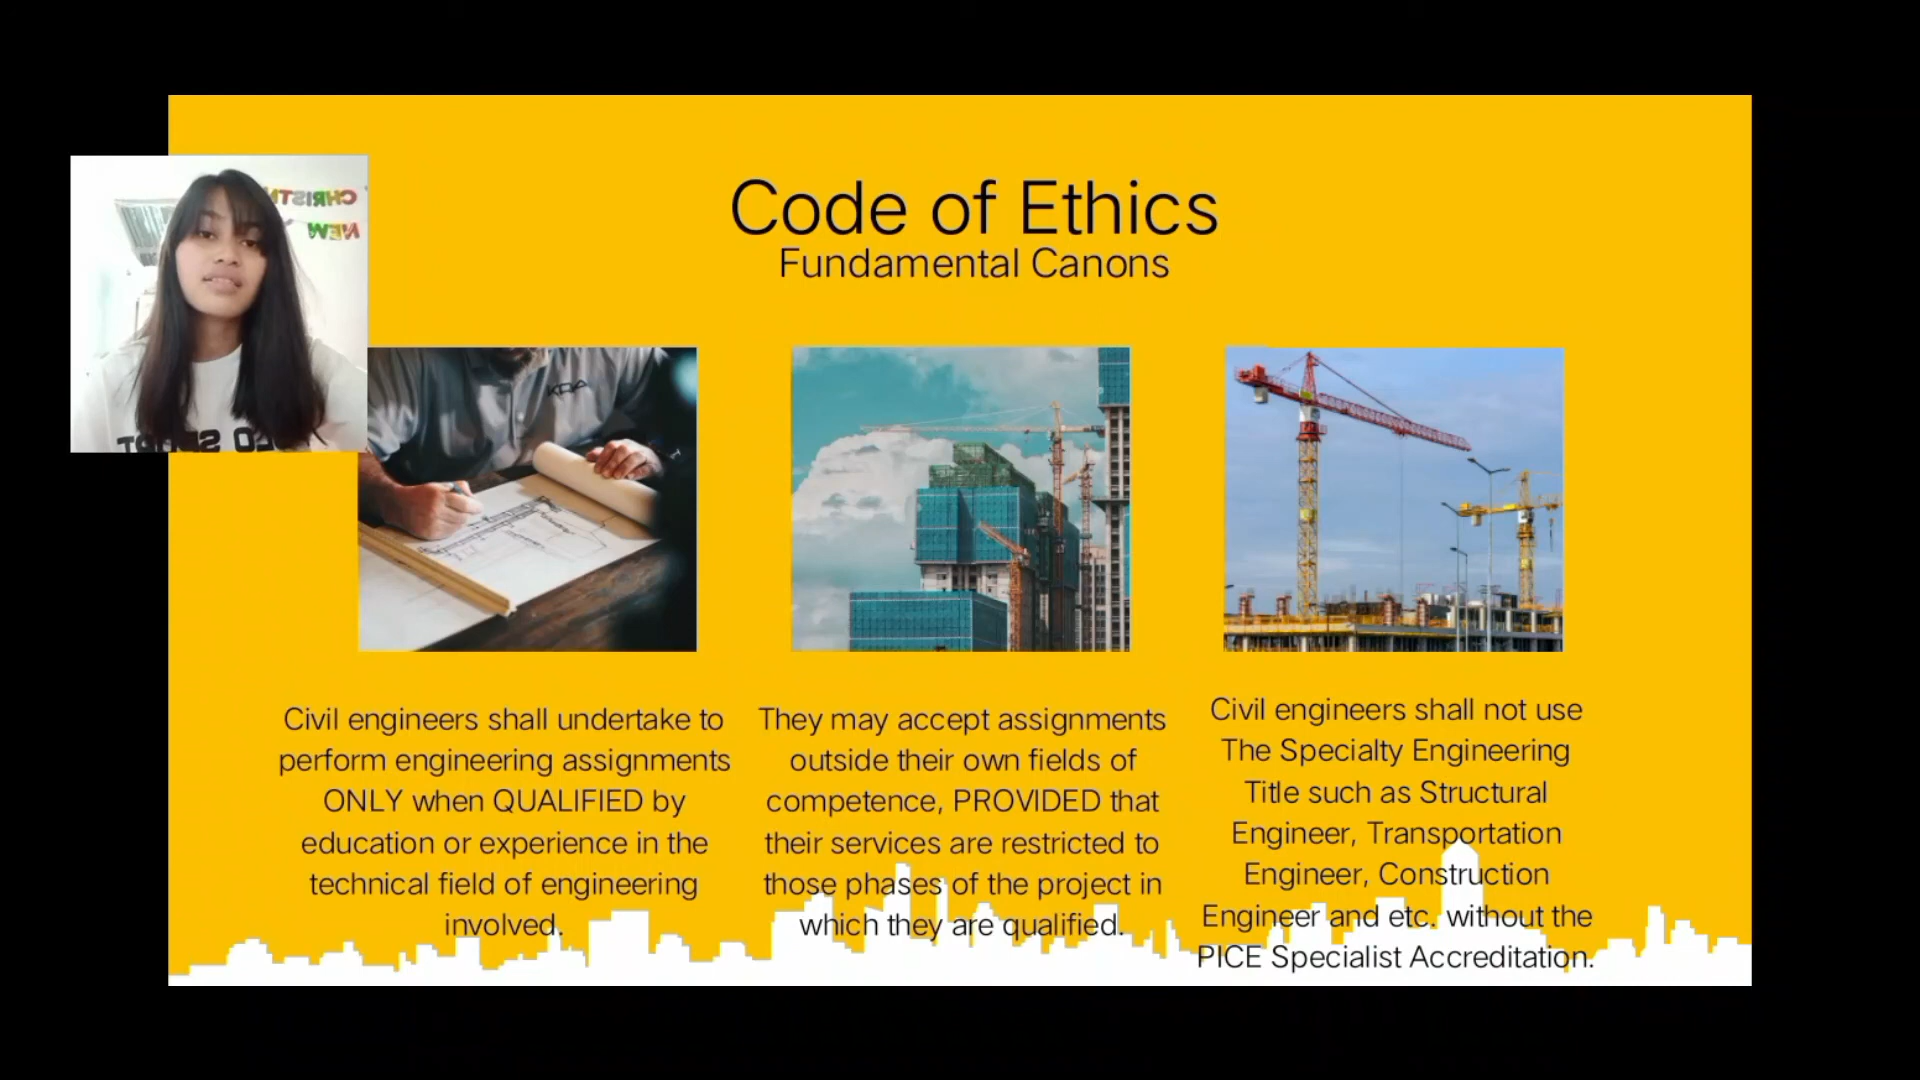 Code of Ethics
Fundamental Canons
CHRISTM
NEW
KOA
Civil engineers shall undertake to
perform engineering assignments
ONLY when QUALIFIED by
education or experience in the
technical field of engineering
involved.
They may accept assignments
outside their own fields of
competence, PROVIDED that
their services are restricted to
those phases of the project in
which they are qualified.
Civil engineers shall not use
The Specialty Engineering
Title such as Structural
Engineer, Transportation
Engineer, Construction
Engineer and etc. without the
PICE Specialist Accreditation.